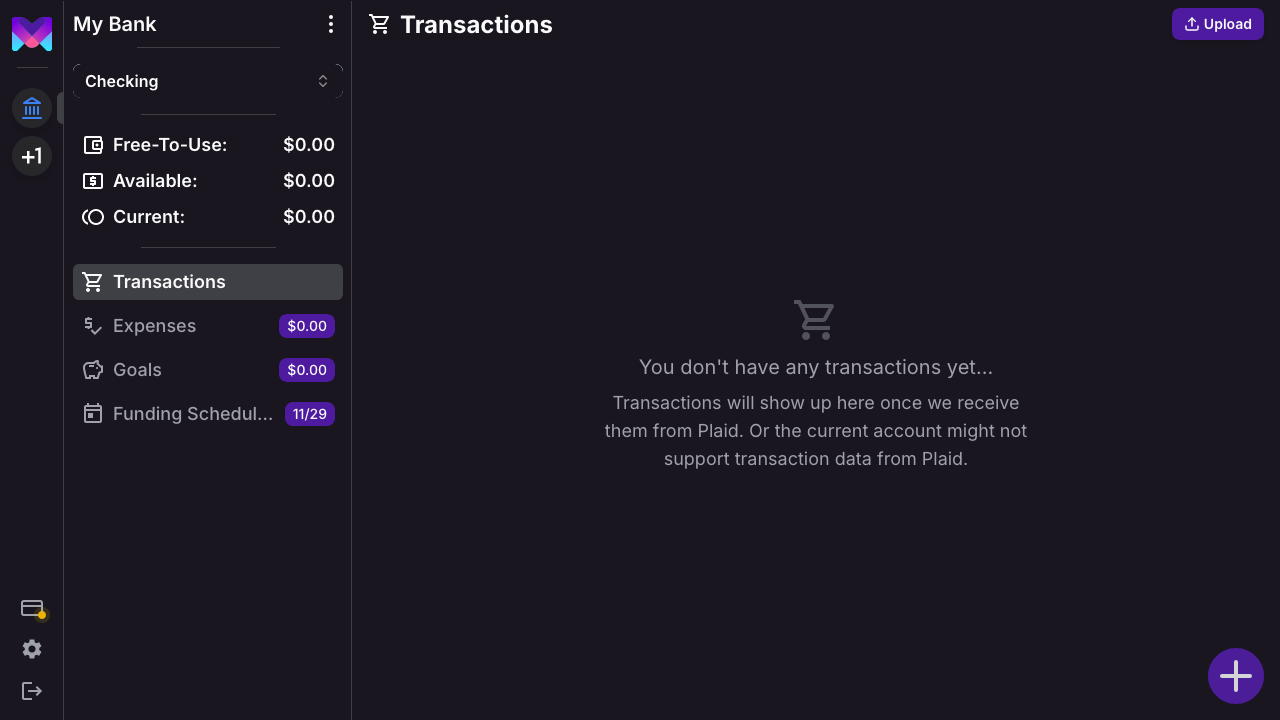 My Bank
Transactions
Upload
Checking
+1
Free-To-Use: $0.00
Available: $0.00
Current: $0.00
Transactions
Expenses $0.00
Goals $0.00
Funding Schedul... 11/29
You don't have any transactions yet...
Transactions will show up here once we receive
them from Plaid. Or the current account might not
support transaction data from Plaid.